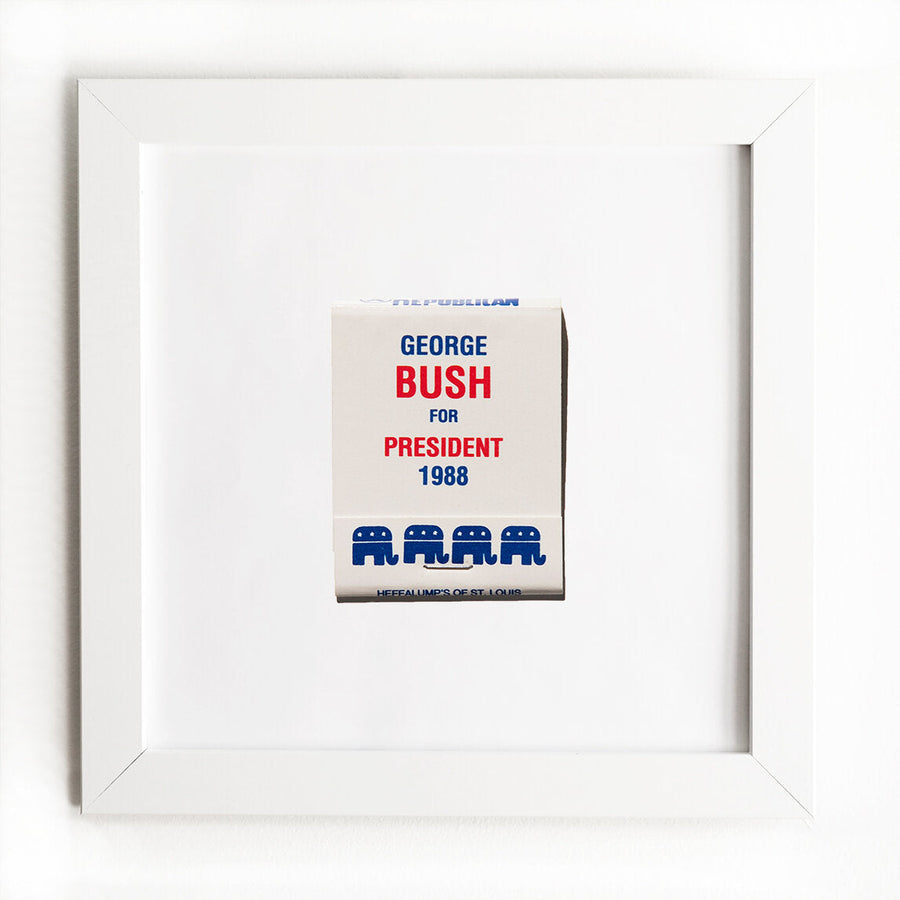 REPUBLICAN
GEORGE
BUSH
FOR
PRESIDENT
1988
HEFFALUMP'S OF ST. LOUIS